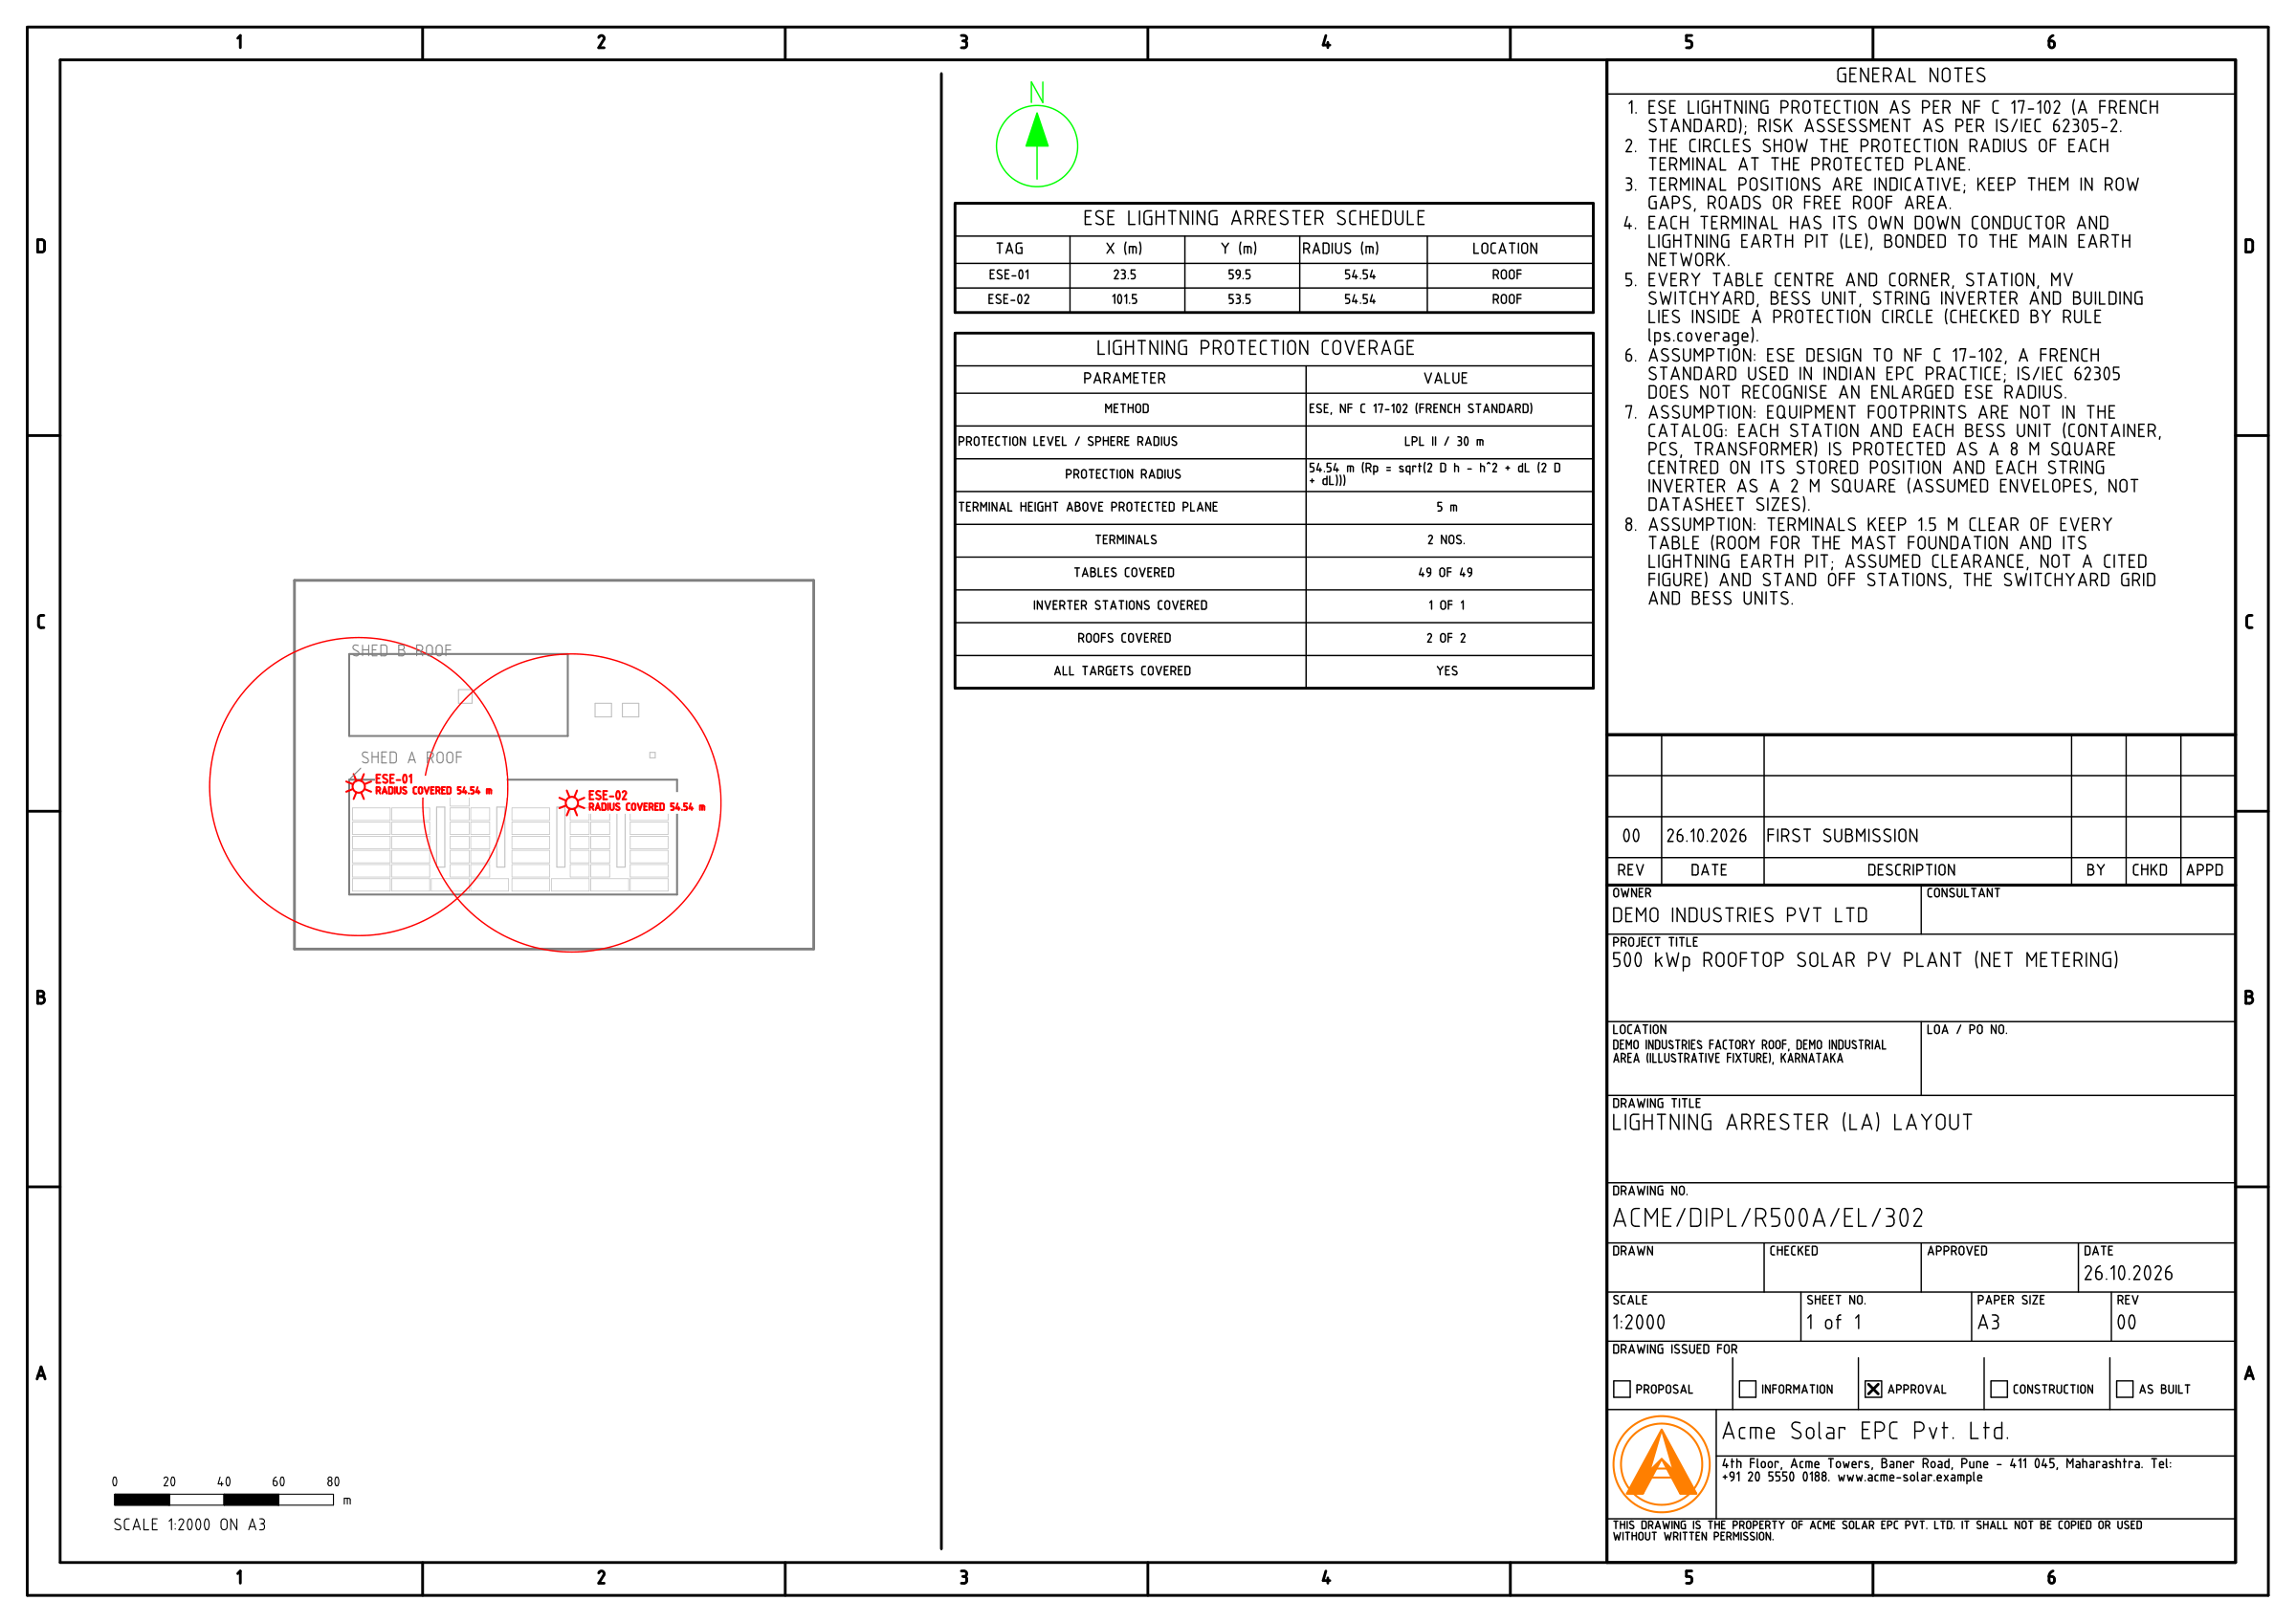 1 2 3 4 5 6
D D
C C
B B
A A
1 2 3 4 5 6
SHED B ROOF
SHED A ROOF
ESE-01
RADIUS COVERED 54.54 m
ESE-02
RADIUS COVERED 54.54 m
0 20 40 60 80
m
SCALE 1:2000 ON A3
N
ESE LIGHTNING ARRESTER SCHEDULE
TAG X (m) Y (m) RADIUS (m) LOCATION
ESE-01 23.5 59.5 54.54 ROOF
ESE-02 101.5 53.5 54.54 ROOF
LIGHTNING PROTECTION COVERAGE
PARAMETER VALUE
METHOD ESE, NF C 17-102 (FRENCH STANDARD)
PROTECTION LEVEL / SPHERE RADIUS LPL II / 30 m
PROTECTION RADIUS 54.54 m (Rp = sqrt(2 D h - h^2 + dL (2 D
+ dL)))
TERMINAL HEIGHT ABOVE PROTECTED PLANE 5 m
TERMINALS 2 NOS.
TABLES COVERED 49 OF 49
INVERTER STATIONS COVERED 1 OF 1
ROOFS COVERED 2 OF 2
ALL TARGETS COVERED YES
GENERAL NOTES
1. ESE LIGHTNING PROTECTION AS PER NF C 17-102 (A FRENCH
STANDARD); RISK ASSESSMENT AS PER IS/IEC 62305-2.
2. THE CIRCLES SHOW THE PROTECTION RADIUS OF EACH
TERMINAL AT THE PROTECTED PLANE.
3. TERMINAL POSITIONS ARE INDICATIVE; KEEP THEM IN ROW
GAPS, ROADS OR FREE ROOF AREA.
4. EACH TERMINAL HAS ITS OWN DOWN CONDUCTOR AND
LIGHTNING EARTH PIT (LE), BONDED TO THE MAIN EARTH
NETWORK.
5. EVERY TABLE CENTRE AND CORNER, STATION, MV
SWITCHYARD, BESS UNIT, STRING INVERTER AND BUILDING
LIES INSIDE A PROTECTION CIRCLE (CHECKED BY RULE
lps.coverage).
6. ASSUMPTION: ESE DESIGN TO NF C 17-102, A FRENCH
STANDARD USED IN INDIAN EPC PRACTICE; IS/IEC 62305
DOES NOT RECOGNISE AN ENLARGED ESE RADIUS.
7. ASSUMPTION: EQUIPMENT FOOTPRINTS ARE NOT IN THE
CATALOG: EACH STATION AND EACH BESS UNIT (CONTAINER,
PCS, TRANSFORMER) IS PROTECTED AS A 8 M SQUARE
CENTRED ON ITS STORED POSITION AND EACH STRING
INVERTER AS A 2 M SQUARE (ASSUMED ENVELOPES, NOT
DATASHEET SIZES).
8. ASSUMPTION: TERMINALS KEEP 1.5 M CLEAR OF EVERY
TABLE (ROOM FOR THE MAST FOUNDATION AND ITS
LIGHTNING EARTH PIT; ASSUMED CLEARANCE, NOT A CITED
FIGURE) AND STAND OFF STATIONS, THE SWITCHYARD GRID
AND BESS UNITS.
00 26.10.2026 FIRST SUBMISSION
REV DATE DESCRIPTION BY CHKD APPD
OWNER CONSULTANT
DEMO INDUSTRIES PVT LTD
PROJECT TITLE
500 kWp ROOFTOP SOLAR PV PLANT (NET METERING)
LOCATION LOA / PO NO.
DEMO INDUSTRIES FACTORY ROOF, DEMO INDUSTRIAL
AREA (ILLUSTRATIVE FIXTURE), KARNATAKA
DRAWING TITLE
LIGHTNING ARRESTER (LA) LAYOUT
DRAWING NO.
ACME/DIPL/R500A/EL/302
DRAWN CHECKED APPROVED DATE
26.10.2026
SCALE SHEET NO. PAPER SIZE REV
1:2000 1 of 1 A3 00
DRAWING ISSUED FOR
PROPOSAL INFORMATION APPROVAL CONSTRUCTION AS BUILT
Acme Solar EPC Pvt. Ltd.
4th Floor, Acme Towers, Baner Road, Pune - 411 045, Maharashtra. Tel:
+91 20 5550 0188. www.acme-solar.example
THIS DRAWING IS THE PROPERTY OF ACME SOLAR EPC PVT. LTD. IT SHALL NOT BE COPIED OR USED
WITHOUT WRITTEN PERMISSION.